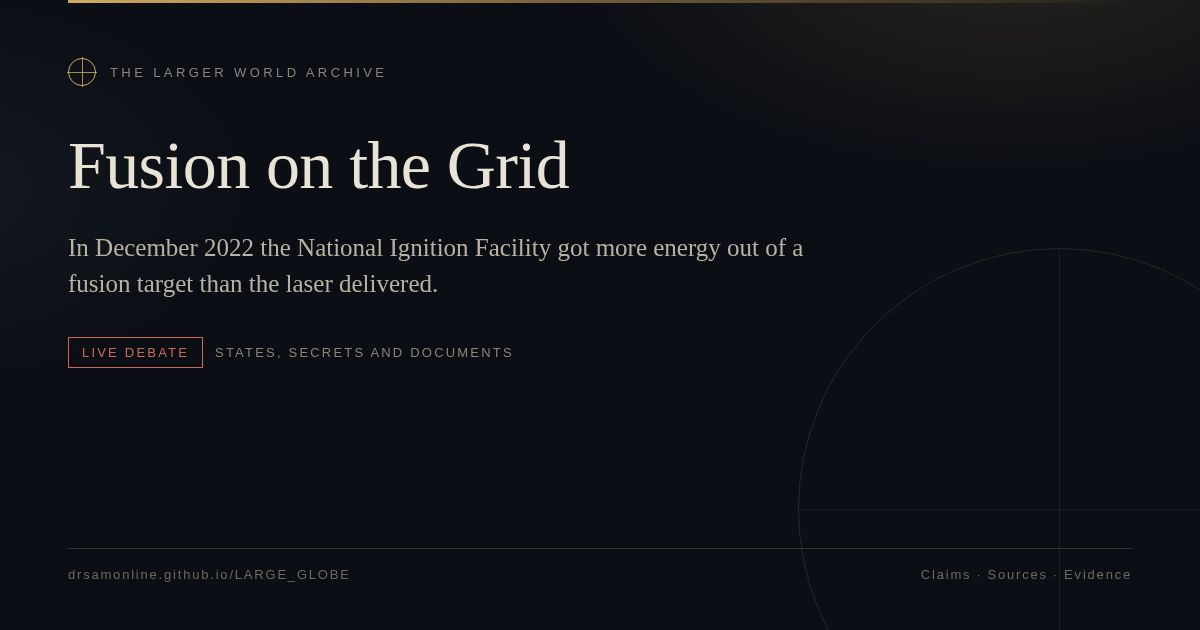 THE LARGER WORLD ARCHIVE
Fusion on the Grid
In December 2022 the National Ignition Facility got more energy out of a
fusion target than the laser delivered.
LIVE DEBATE STATES, SECRETS AND DOCUMENTS
drsamonline.github.io/LARGE_GLOBE Claims · Sources · Evidence